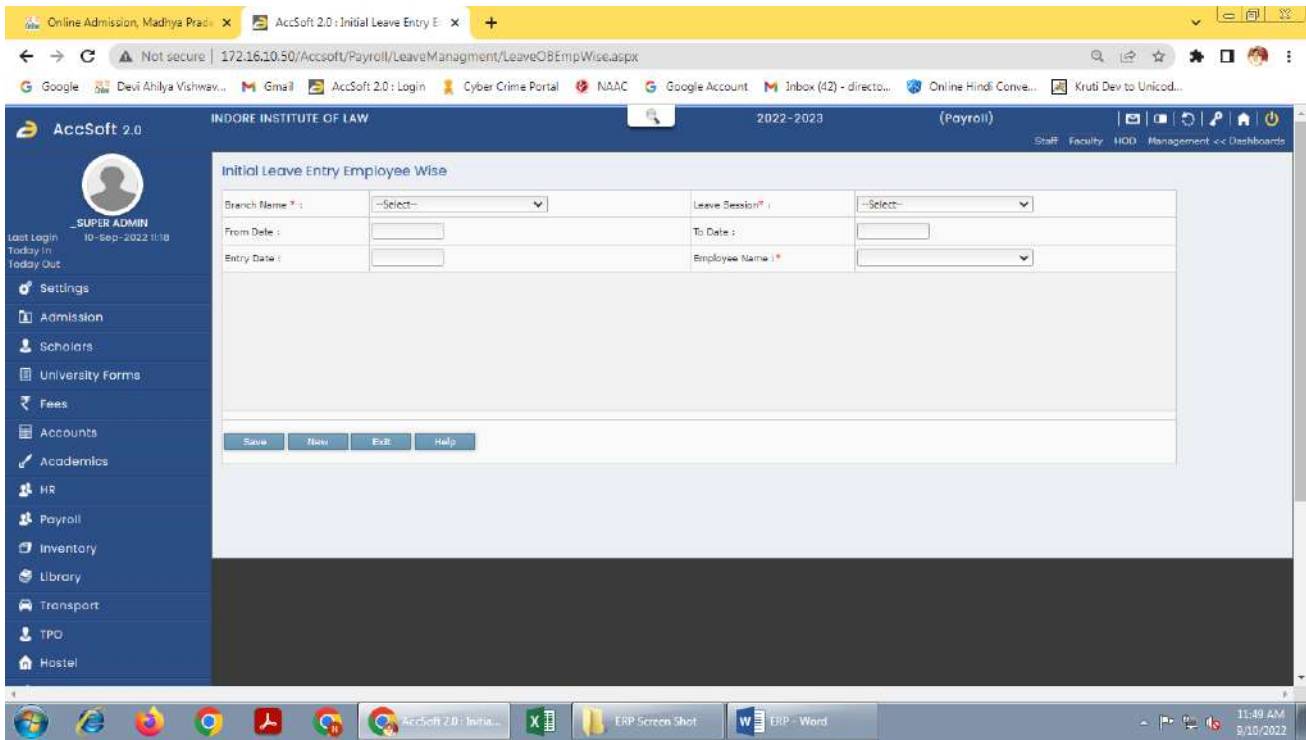 Online Admission, Madhya Prad
AccSoft 2.0 : Initial Leave Entry E
Not secure | 172.16.10.50/Accsoft/Payroll/LeaveManagment/LeaveOBEmpWise.aspx
Google
Devi Ahilya Vishwav...
Gmail
AccSoft 2.0 : Login
Cyber Crime Portal
NAAC
Google Account
Inbox (42) - directo...
Online Hindi Conve...
Kruti Dev to Unicod...
AccSoft 2.0
INDORE INSTITUTE OF LAW
2022-2023
(Payroll)
Staff Faculty HOD Management << Dashboards
_SUPER ADMIN
Last Login 10-Sep-2022 11:18
Today In
Today Out
Settings
Admission
Scholars
University Forms
₹ Fees
Accounts
Academics
HR
Payroll
Inventory
Library
Transport
TPO
Hostel
Initial Leave Entry Employee Wise
Branch Name * : --Select-- Leave Session* : --Select--
From Date : To Date :
Entry Date : Employee Name :*
Save New Exit Help
AccSoft 2.0 : Initia...
ERP Screen Shot
ERP - Word
11:49 AM
9/10/2022